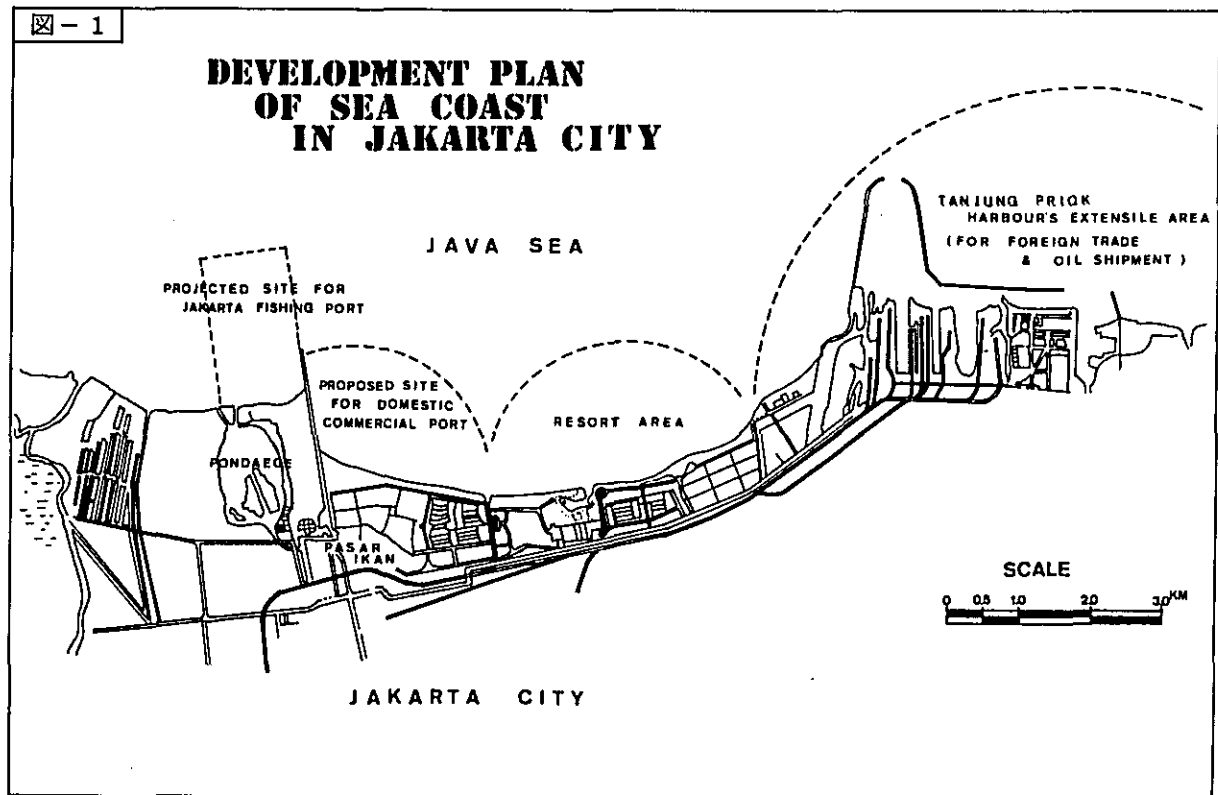 図-1
DEVELOPMENT PLAN
OF SEA COAST
IN JAKARTA CITY
TANJUNG PRIOK
HARBOUR'S EXTENSILE AREA
(FOR FOREIGN TRADE
& OIL SHIPMENT)
JAVA SEA
PROJECTED SITE FOR
JAKARTA FISHING PORT
PROPOSED SITE
FOR DOMESTIC
COMMERCIAL PORT
RESORT AREA
PONDAEGE
PASAR
IKAN
SCALE
0 0.5 1.0 2.0 3.0 KM
JAKARTA CITY